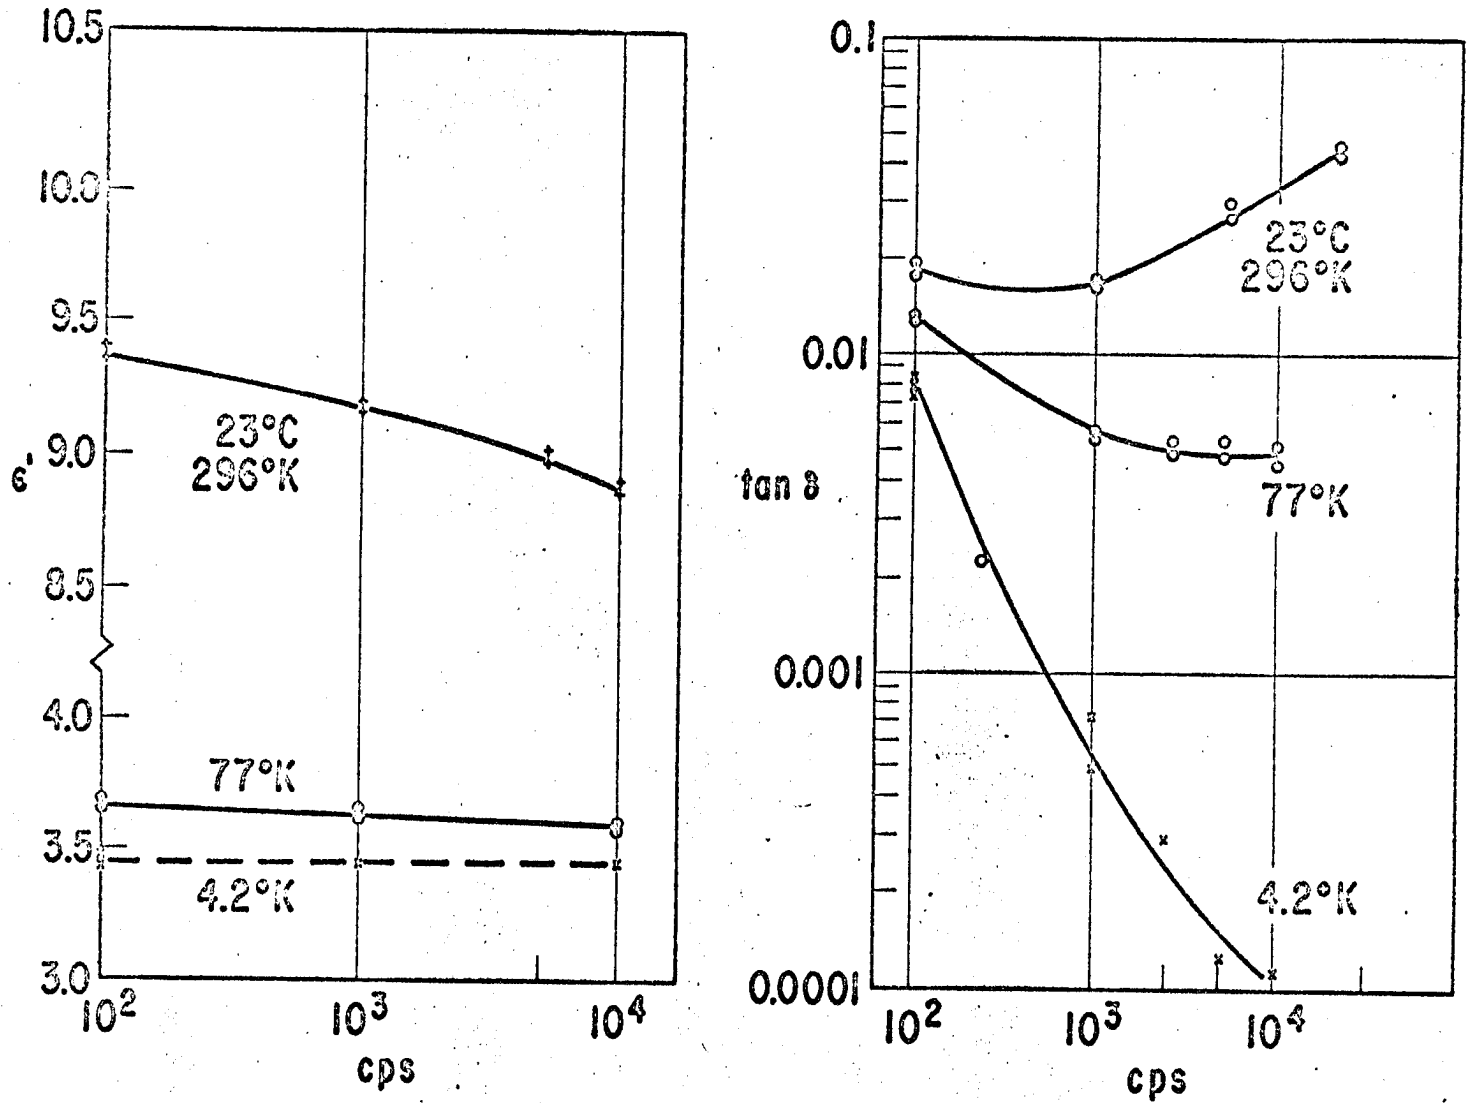 10.5
10.0
9.5
9.0
8.5
4.0
3.5
3.0
ε'
23°C
296°K
77°K
4.2°K
10² 10³ 10⁴
cps
0.1
0.01
0.001
0.0001
tan δ
23°C
296°K
77°K
4.2°K
10² 10³ 10⁴
cps